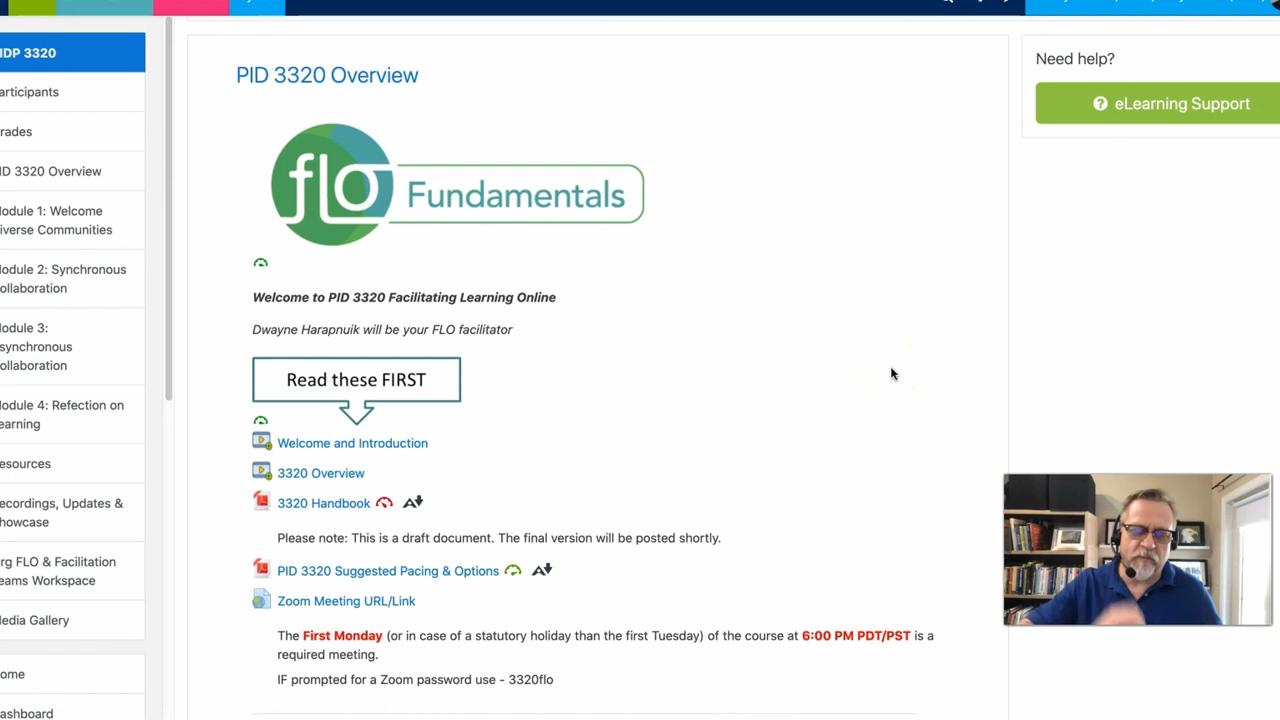 IDP 3320
articipants
rades
ID 3320 Overview
odule 1: Welcome
iverse Communities
odule 2: Synchronous
ollaboration
odule 3:
synchronous
ollaboration
odule 4: Refection on
earning
esources
ecordings, Updates &
howcase
rg FLO & Facilitation
eams Workspace
edia Gallery
ome
ashboard
PID 3320 Overview
flo Fundamentals
Welcome to PID 3320 Facilitating Learning Online
Dwayne Harapnuik will be your FLO facilitator
Read these FIRST
Welcome and Introduction
3320 Overview
3320 Handbook
Please note: This is a draft document. The final version will be posted shortly.
PID 3320 Suggested Pacing & Options
Zoom Meeting URL/Link
The First Monday (or in case of a statutory holiday than the first Tuesday) of the course at 6:00 PM PDT/PST is a
required meeting.
IF prompted for a Zoom password use - 3320flo
Need help?
eLearning Support